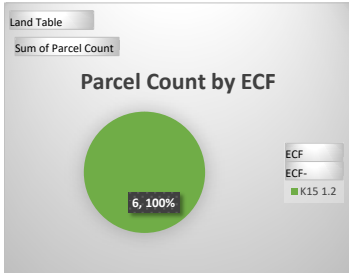 Land Table
Sum of Parcel Count
Parcel Count by ECF
6, 100%
ECF
ECF-
K15 1.2